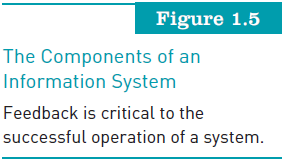 Figure 1.5
The Components of an
Information System
Feedback is critical to the
successful operation of a system.